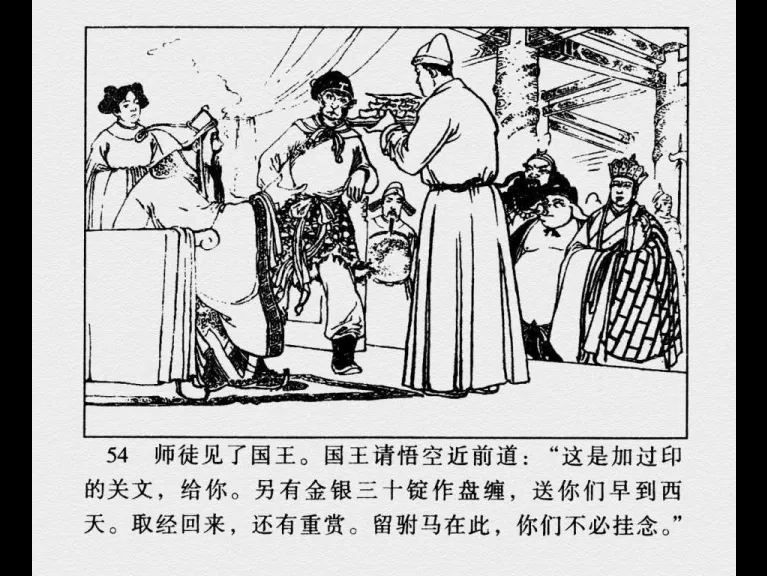 54 师徒见了国王。国王请悟空近前道：“这是加过印
的关文，给你。另有金银三十锭作盘缠，送你们早到西
天。取经回来，还有重赏。留驸马在此，你们不必挂念。”